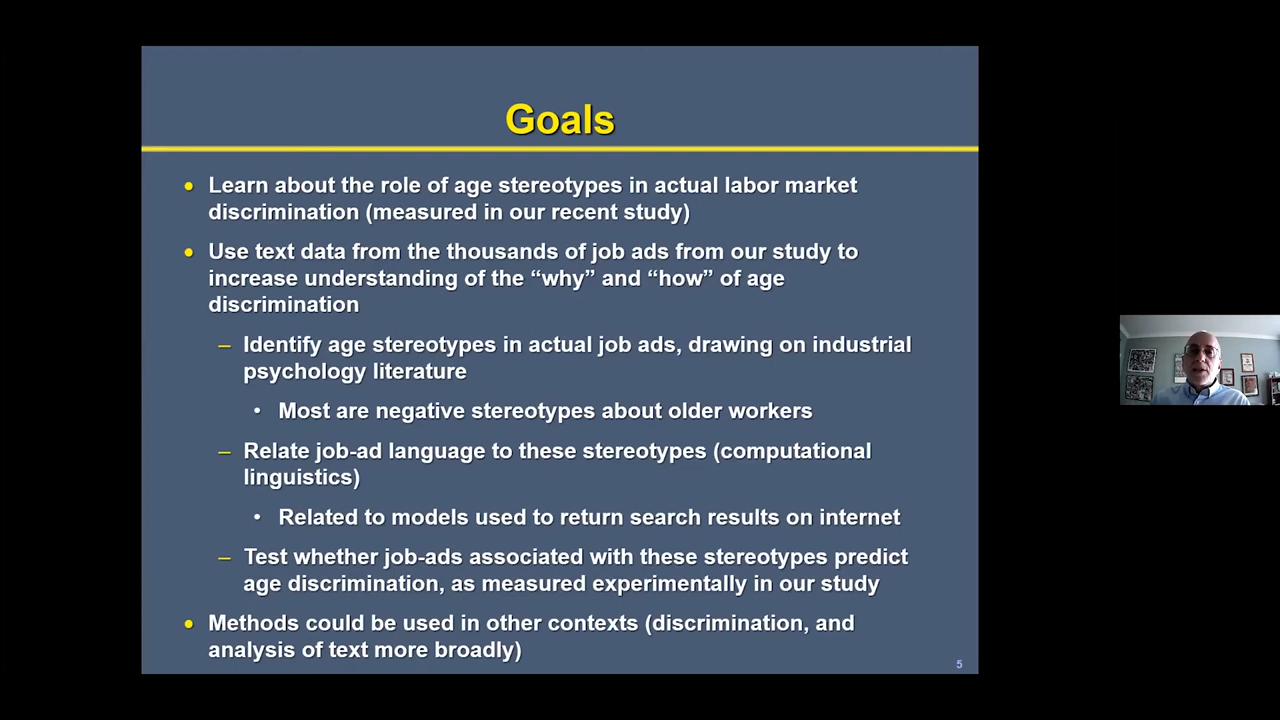 Goals
• Learn about the role of age stereotypes in actual labor market
discrimination (measured in our recent study)
• Use text data from the thousands of job ads from our study to
increase understanding of the “why” and “how” of age
discrimination
– Identify age stereotypes in actual job ads, drawing on industrial
psychology literature
• Most are negative stereotypes about older workers
– Relate job-ad language to these stereotypes (computational
linguistics)
• Related to models used to return search results on internet
– Test whether job-ads associated with these stereotypes predict
age discrimination, as measured experimentally in our study
• Methods could be used in other contexts (discrimination, and
analysis of text more broadly)
5